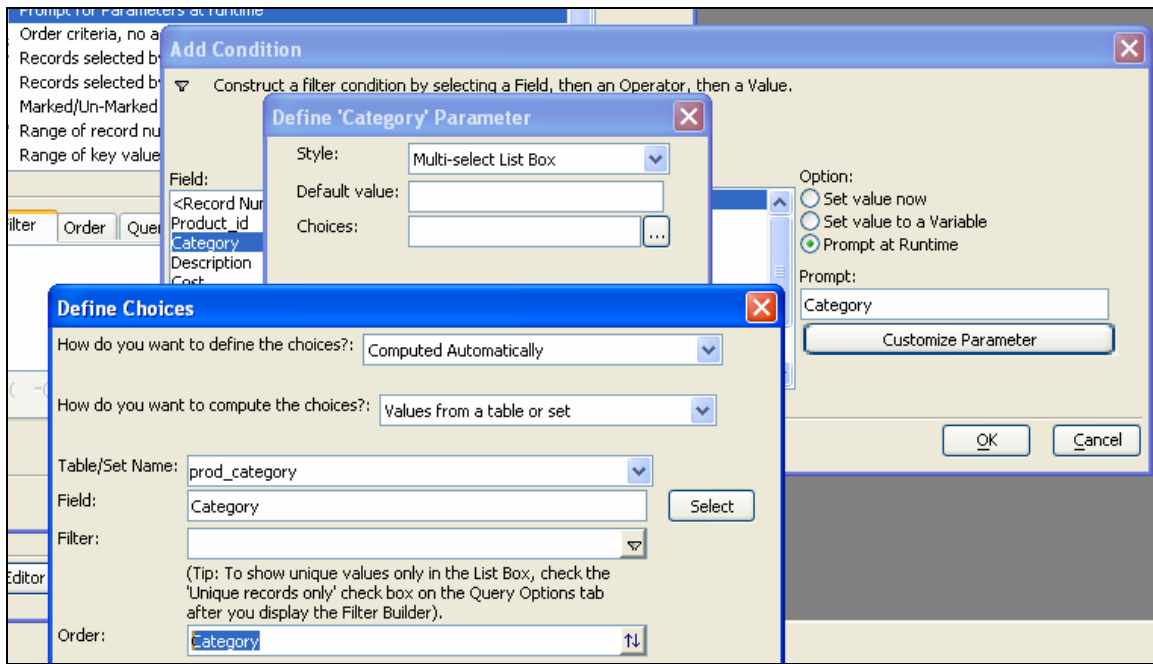 Prompt for Parameters at runtime
Order criteria, no a
Records selected b
Records selected b
Marked/Un-Marked
Range of record nu
Range of key value
ilter
Order
Quer
Editor
Add Condition
Construct a filter condition by selecting a Field, then an Operator, then a Value.
Field:
<Record Nur
Product_id
Category
Description
Cost
Option:
Set value now
Set value to a Variable
Prompt at Runtime
Prompt:
Category
Customize Parameter
OK
Cancel
Define 'Category' Parameter
Style:
Multi-select List Box
Default value:
Choices:
...
Define Choices
How do you want to define the choices?:
Computed Automatically
How do you want to compute the choices?:
Values from a table or set
Table/Set Name:
prod_category
Field:
Category
Select
Filter:
(Tip: To show unique values only in the List Box, check the
'Unique records only' check box on the Query Options tab
after you display the Filter Builder).
Order:
Category